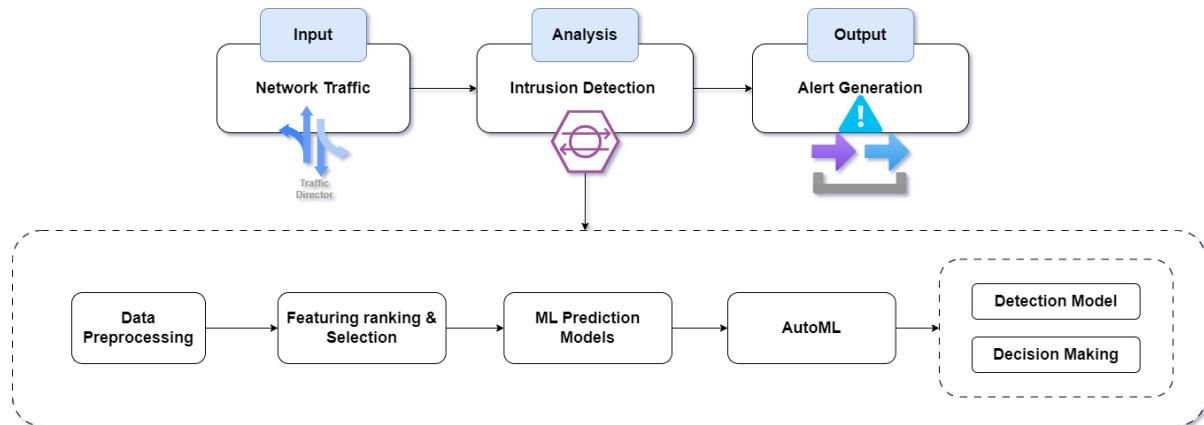 Input
Analysis
Output
Network Traffic
Intrusion Detection
Alert Generation
!
Traffic
Director
Data
Preprocessing
Featuring ranking &
Selection
ML Prediction
Models
AutoML
Detection Model
Decision Making